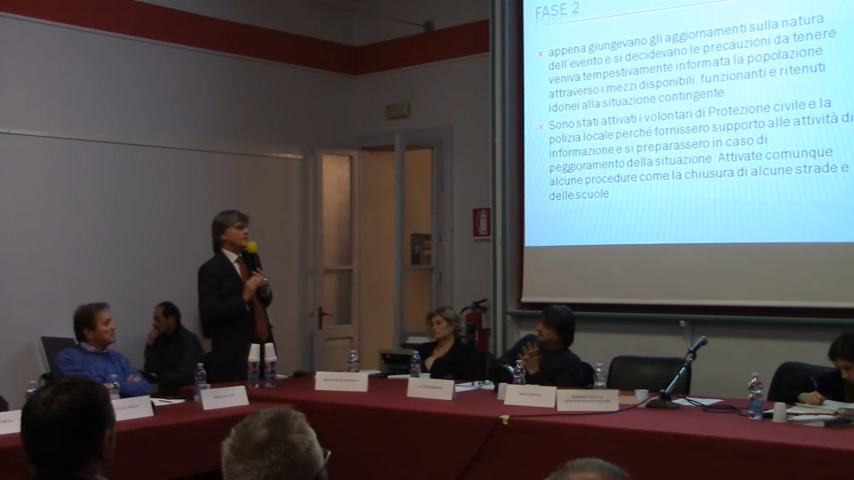 FASE 2
appena giungevano gli aggiornamenti sulla natura
dell'evento e si decidevano le precauzioni da tenere
veniva tempestivamente informata la popolazione
attraverso i mezzi disponibili, funzionanti e ritenuti
idonei alla situazione contingente
Sono stati attivati i volontari di Protezione civile e la
polizia locale perché fornissero supporto alle attività di
informazione e si preparassero in caso di
peggioramento della situazione. Attivate comunque
alcune procedure come la chiusura di alcune strade e
delle scuole